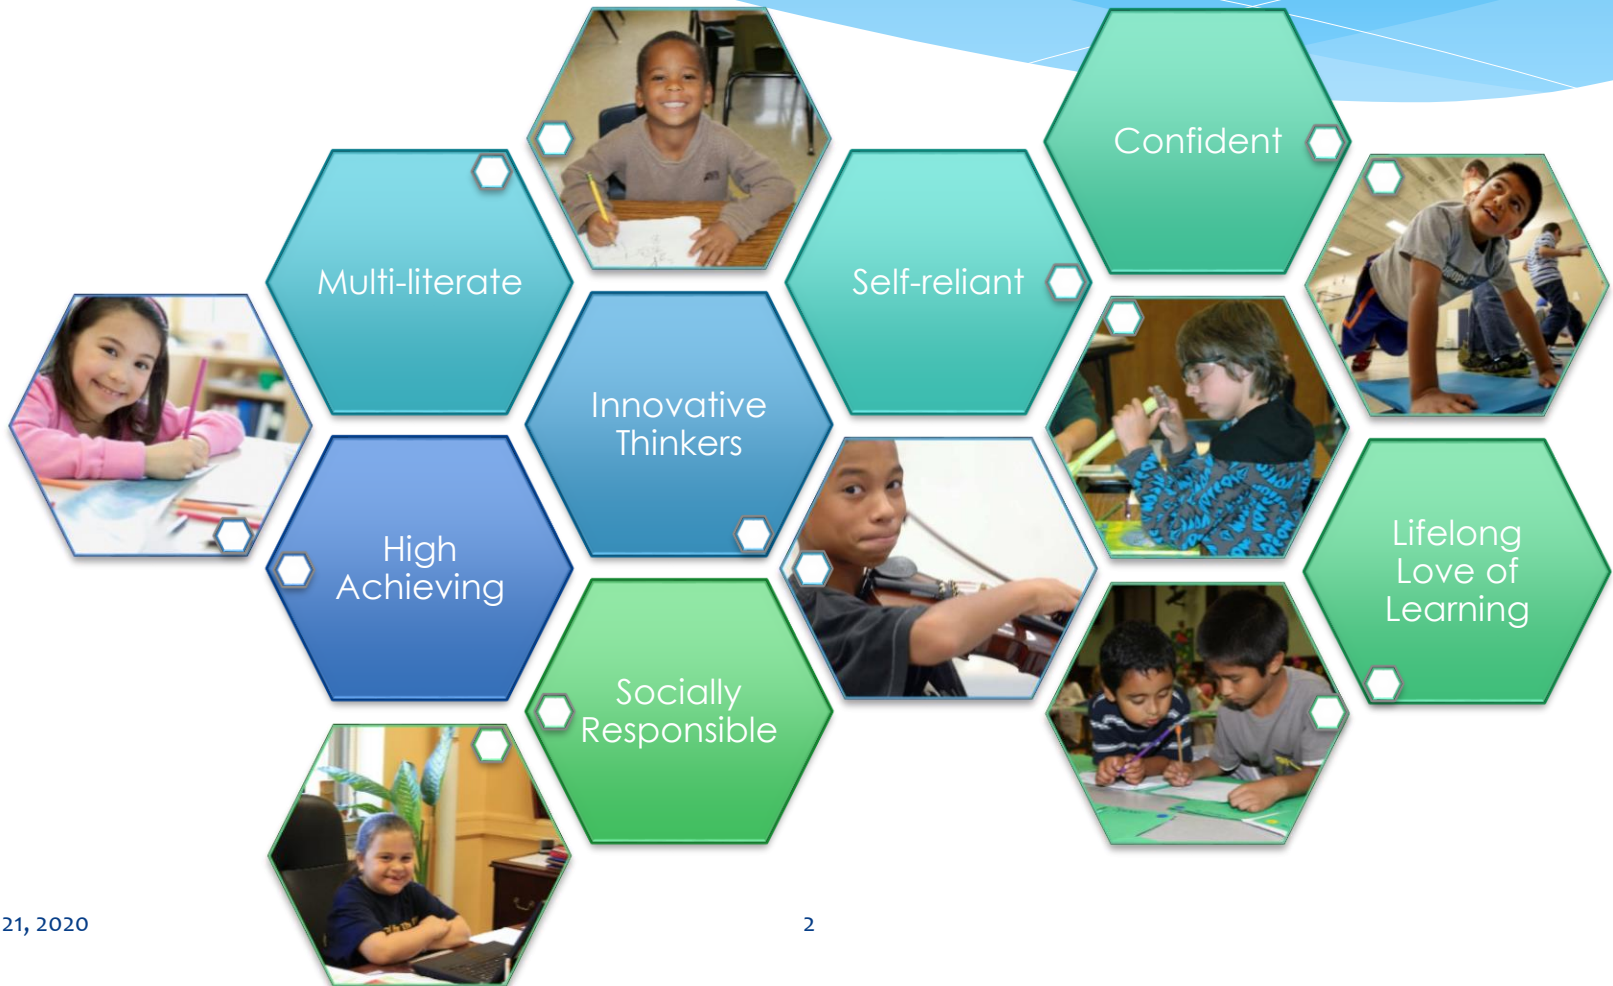 Confident
Multi-literate
Self-reliant
Innovative
Thinkers
High
Achieving
Lifelong
Love of
Learning
Socially
Responsible
21, 2020
2